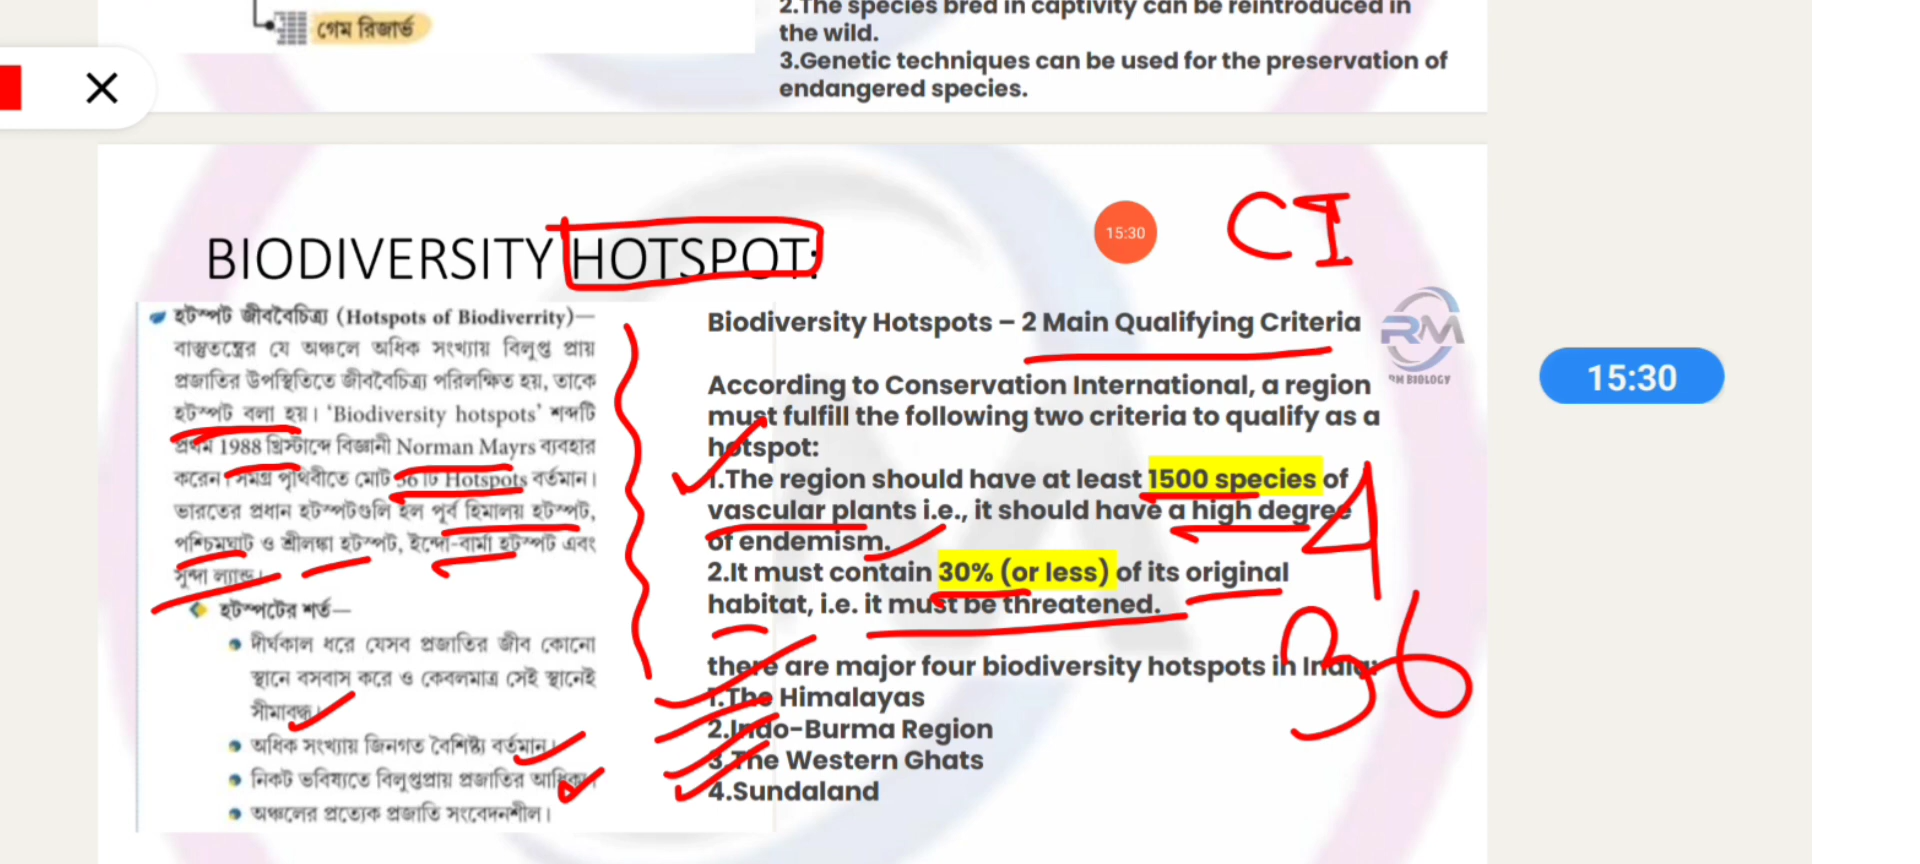 গেম রিজার্ভ
2.The species bred in captivity can be reintroduced in
the wild.
3.Genetic techniques can be used for the preservation of
endangered species.
BIODIVERSITY HOTSPOT:
15:30
CI
হটস্পট জীববৈচিত্র্য (Hotspots of Biodiverrity)—
বাস্তুতন্ত্রের যে অঞ্চলে অধিক সংখ্যায় বিলুপ্ত প্রায়
প্রজাতির উপস্থিতিতে জীববৈচিত্র্য পরিলক্ষিত হয়, তাকে
হটস্পট বলা হয়। 'Biodiversity hotspots' শব্দটি
প্রথম 1988 খ্রিস্টাব্দে বিজ্ঞানী Norman Mayrs ব্যবহার
করেন। সমগ্র পৃথিবীতে মোট 36টি Hotspots বর্তমান।
ভারতের প্রধান হটস্পটগুলি হল পূর্ব হিমালয় হটস্পট,
পশ্চিমঘাট ও শ্রীলঙ্কা হটস্পট, ইন্দো-বার্মা হটস্পট এবং
সুন্দা ল্যান্ড।
হটস্পটের শর্ত—
দীর্ঘকাল ধরে যেসব প্রজাতির জীব কোনো
স্থানে বসবাস করে ও কেবলমাত্র সেই স্থানেই
সীমাবদ্ধ।
অধিক সংখ্যায় জিনগত বৈশিষ্ট্য বর্তমান।
নিকট ভবিষ্যতে বিলুপ্তপ্রায় প্রজাতির আধিক্য।
অঞ্চলের প্রত্যেক প্রজাতি সংবেদনশীল।
Biodiversity Hotspots – 2 Main Qualifying Criteria
According to Conservation International, a region
must fulfill the following two criteria to qualify as a
hotspot:
1.The region should have at least 1500 species of
vascular plants i.e., it should have a high degree
of endemism.
2.It must contain 30% (or less) of its original
habitat, i.e. it must be threatened.
there are major four biodiversity hotspots in India:
1.The Himalayas
2.Indo-Burma Region
3.The Western Ghats
4.Sundaland
36
RM
RM BIOLOGY
15:30